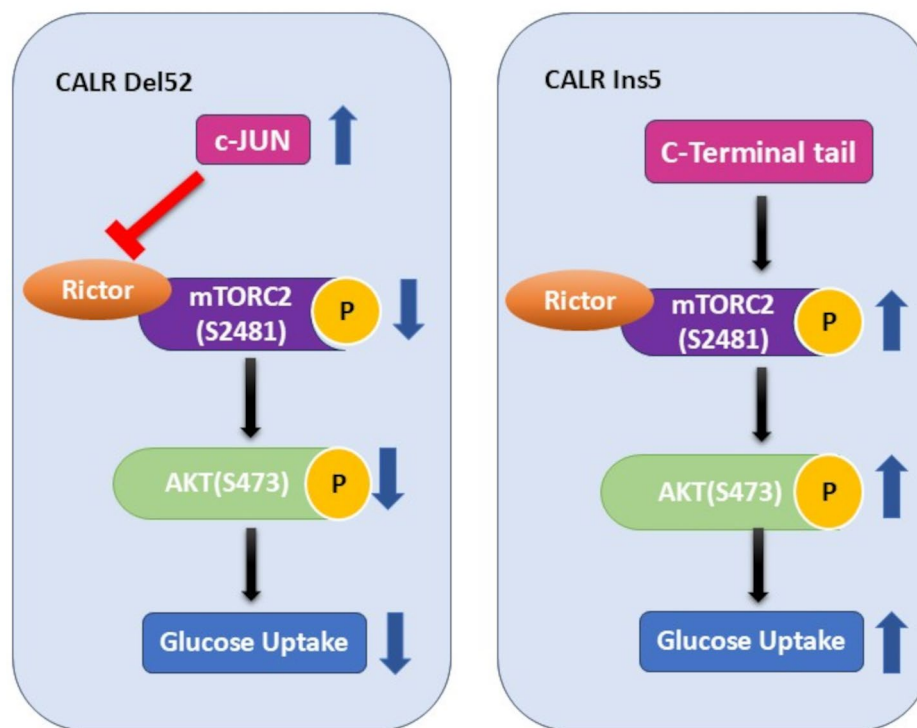 CALR Del52
c-JUN
Rictor
mTORC2
(S2481)
P
AKT(S473)
P
Glucose Uptake
CALR Ins5
C-Terminal tail
Rictor
mTORC2
(S2481)
P
AKT(S473)
P
Glucose Uptake